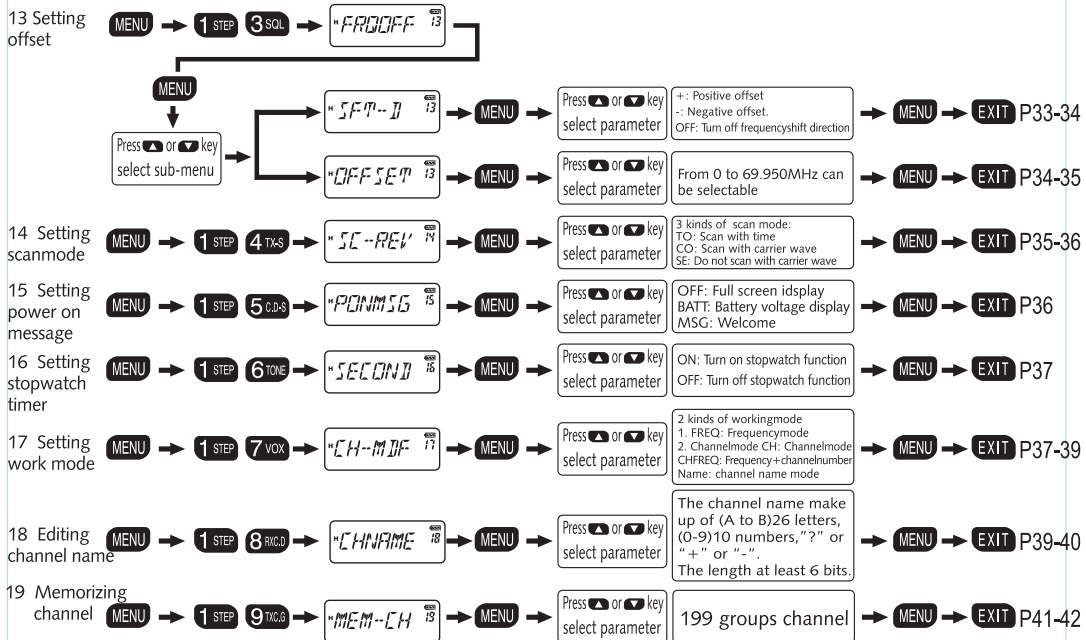 13 Setting offset
MENU 1 STEP 3 SQL M FRQOFF 13
MENU
Press ▲ or ▼ key
select sub-menu
M SFT--D 13 MENU
Press ▲ or ▼ key
select parameter
+: Positive offset
-: Negative offset.
OFF: Turn off frequencyshift direction
MENU EXIT P33-34
M OFFSET 13 MENU
Press ▲ or ▼ key
select parameter
From 0 to 69.950MHz can
be selectable
MENU EXIT P34-35
14 Setting
scanmode
MENU 1 STEP 4 TX-S M SC--REV 14 MENU
Press ▲ or ▼ key
select parameter
3 kinds of scan mode:
TO: Scan with time
CO: Scan with carrier wave
SE: Do not scan with carrier wave
MENU EXIT P35-36
15 Setting
power on
message
MENU 1 STEP 5 C.D-S M PONMSG 15 MENU
Press ▲ or ▼ key
select parameter
OFF: Full screen idsplay
BATT: Battery voltage display
MSG: Welcome
MENU EXIT P36
16 Setting
stopwatch
timer
MENU 1 STEP 6 TONE M SECOND 16 MENU
Press ▲ or ▼ key
select parameter
ON: Turn on stopwatch function
OFF: Turn off stopwatch function
MENU EXIT P37
17 Setting
work mode
MENU 1 STEP 7 VOX M CH--MDF 17 MENU
Press ▲ or ▼ key
select parameter
2 kinds of workingmode
1. FREQ: Frequencymode
2. Channelmode CH: Channelmode
CHFREQ: Frequency+channelnumber
Name: channel name mode
MENU EXIT P37-39
18 Editing
channel name
MENU 1 STEP 8 RXC.D M CHNAME 18
Press ▲ or ▼ key
select parameter
The channel name make
up of (A to B)26 letters,
(0-9)10 numbers,"?" or
"+" or "-".
The length at least 6 bits.
MENU EXIT P39-40
19 Memorizing
channel
MENU 1 STEP 9 TXC.G M MEM--CH 19 MENU
Press ▲ or ▼ key
select parameter
199 groups channel
MENU EXIT P41-42